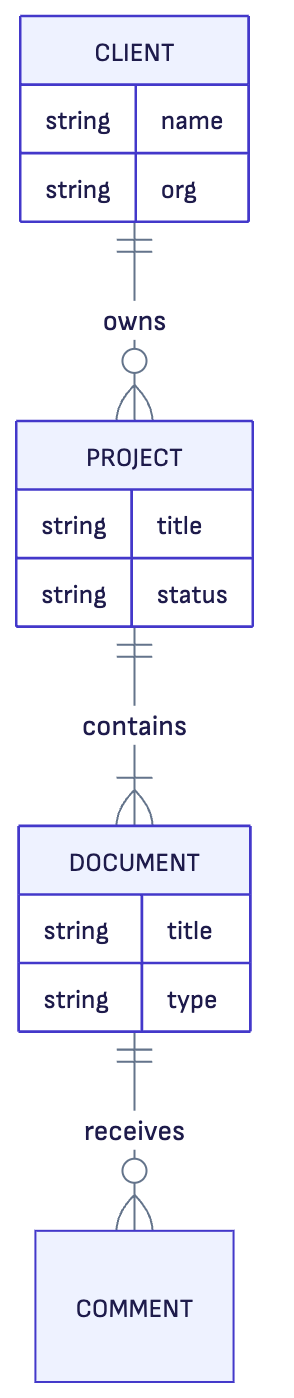 CLIENT
string name
string org
owns
PROJECT
string title
string status
contains
DOCUMENT
string title
string type
receives
COMMENT